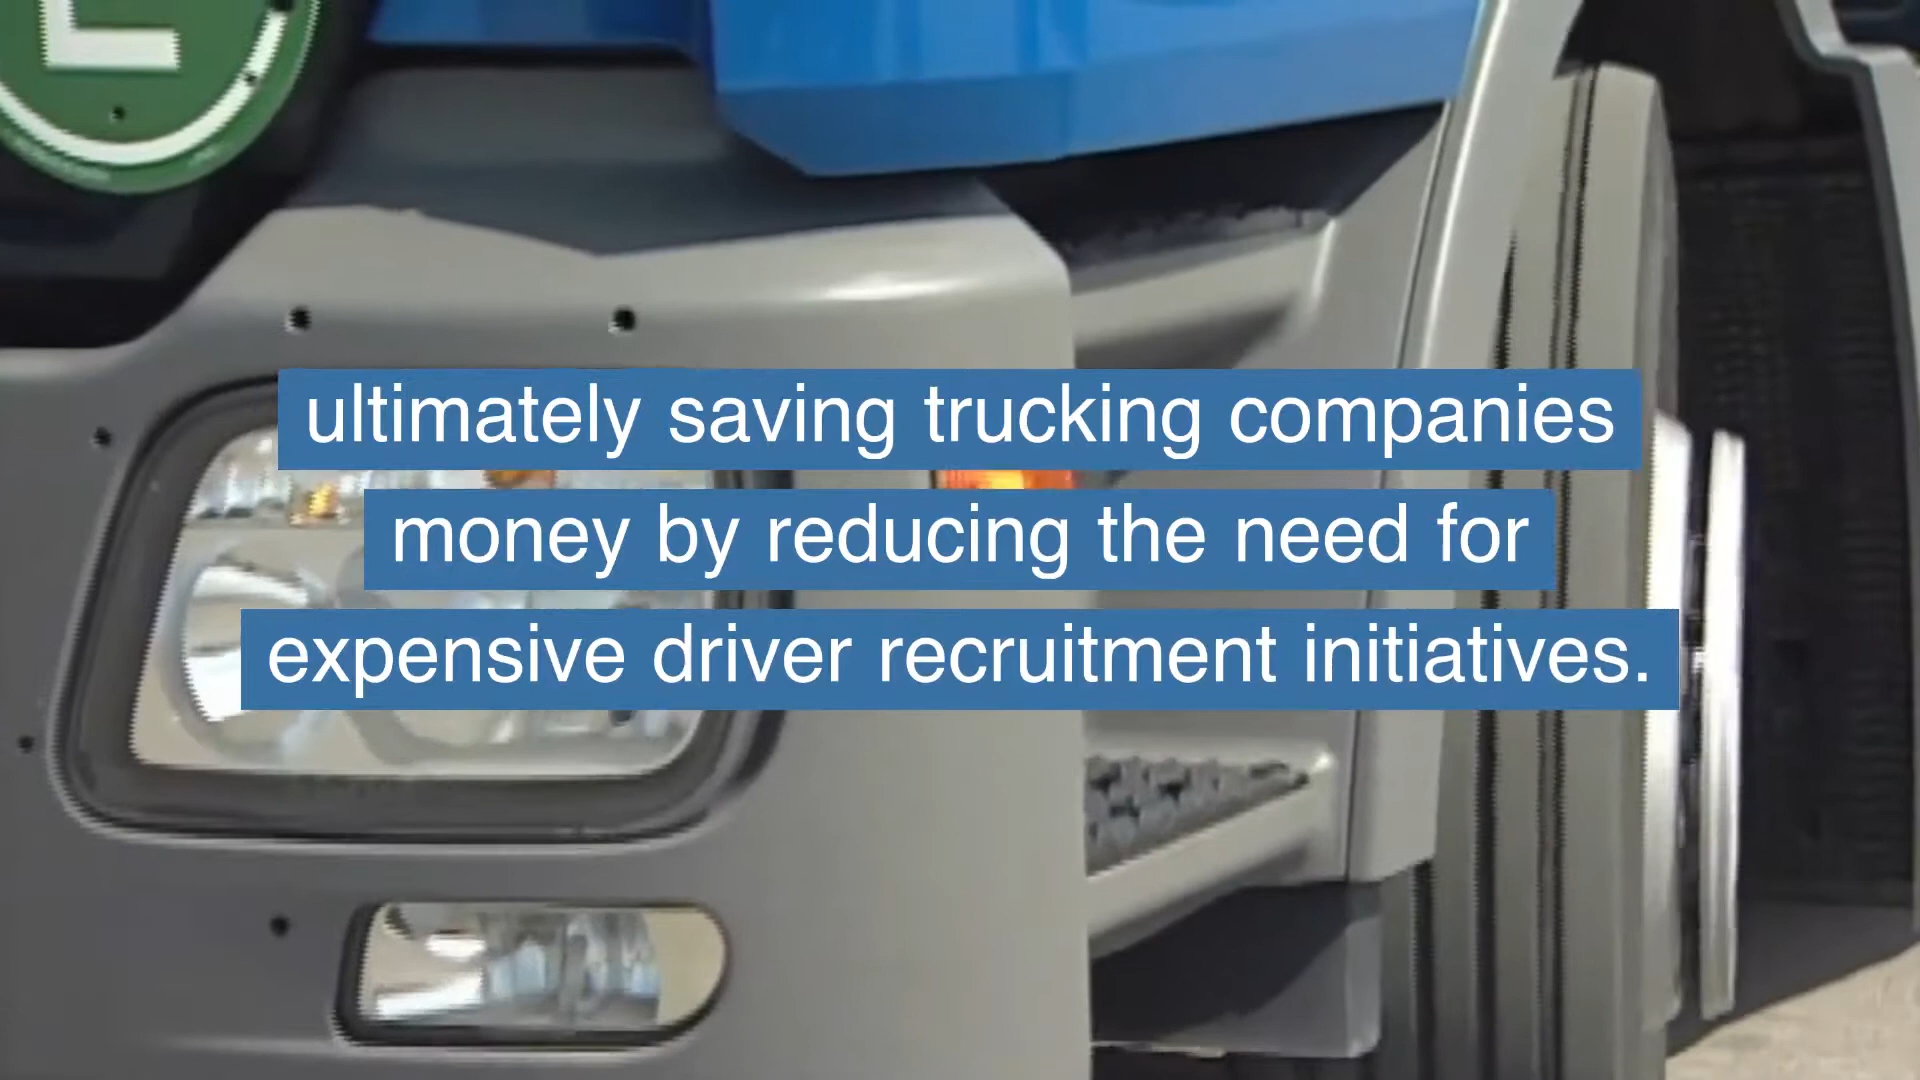 ultimately saving trucking companies
money by reducing the need for
expensive driver recruitment initiatives.